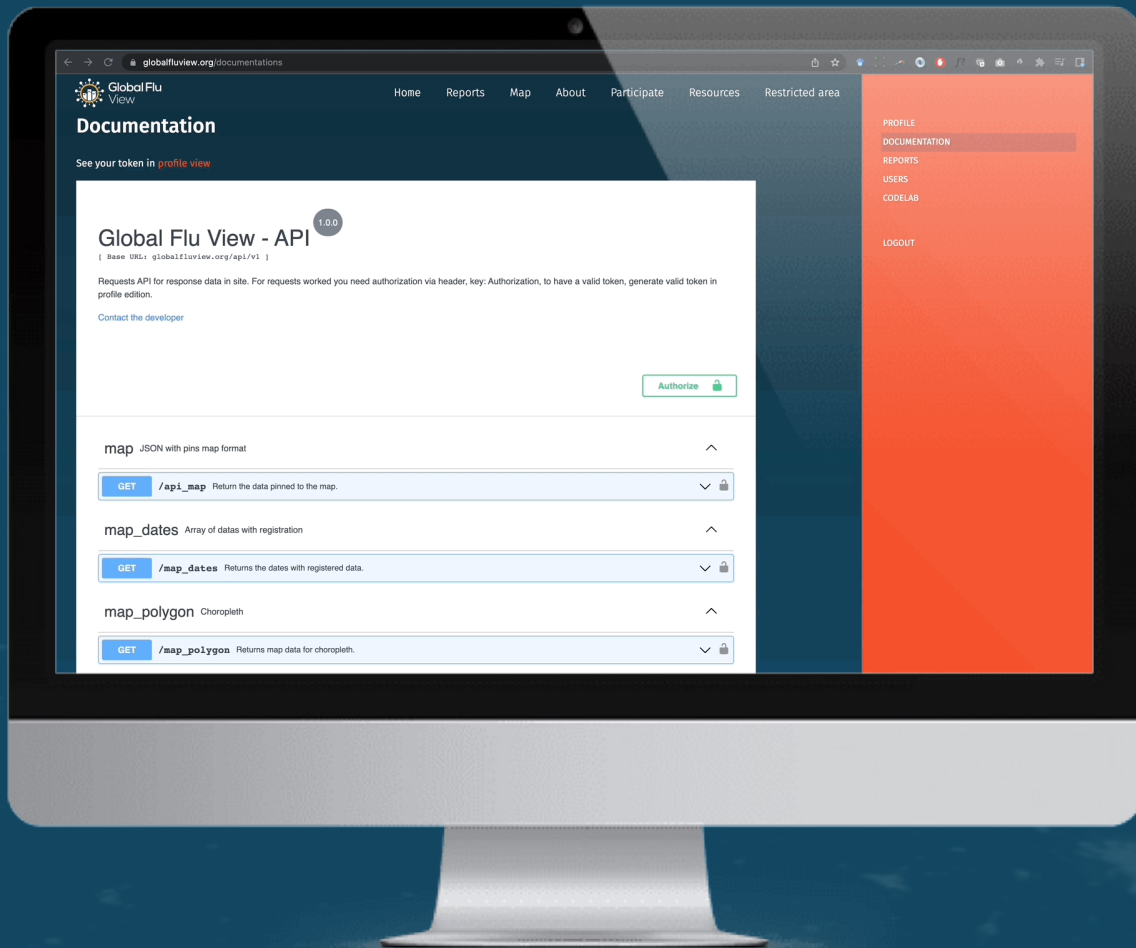 globalfluview.org/documentations
Global Flu
View
Home Reports Map About Participate Resources Restricted area
Documentation
See your token in profile view
Global Flu View - API 1.0.0
[ Base URL: globalfluview.org/api/v1 ]
Requests API for response data in site. For requests worked you need authorization via header, key: Authorization, to have a valid token, generate valid token in
profile edition.
Contact the developer
Authorize
map JSON with pins map format
GET /api_map Return the data pinned to the map.
map_dates Array of datas with registration
GET /map_dates Returns the dates with registered data.
map_polygon Choropleth
GET /map_polygon Returns map data for choropleth.
PROFILE
DOCUMENTATION
REPORTS
USERS
CODELAB
LOGOUT